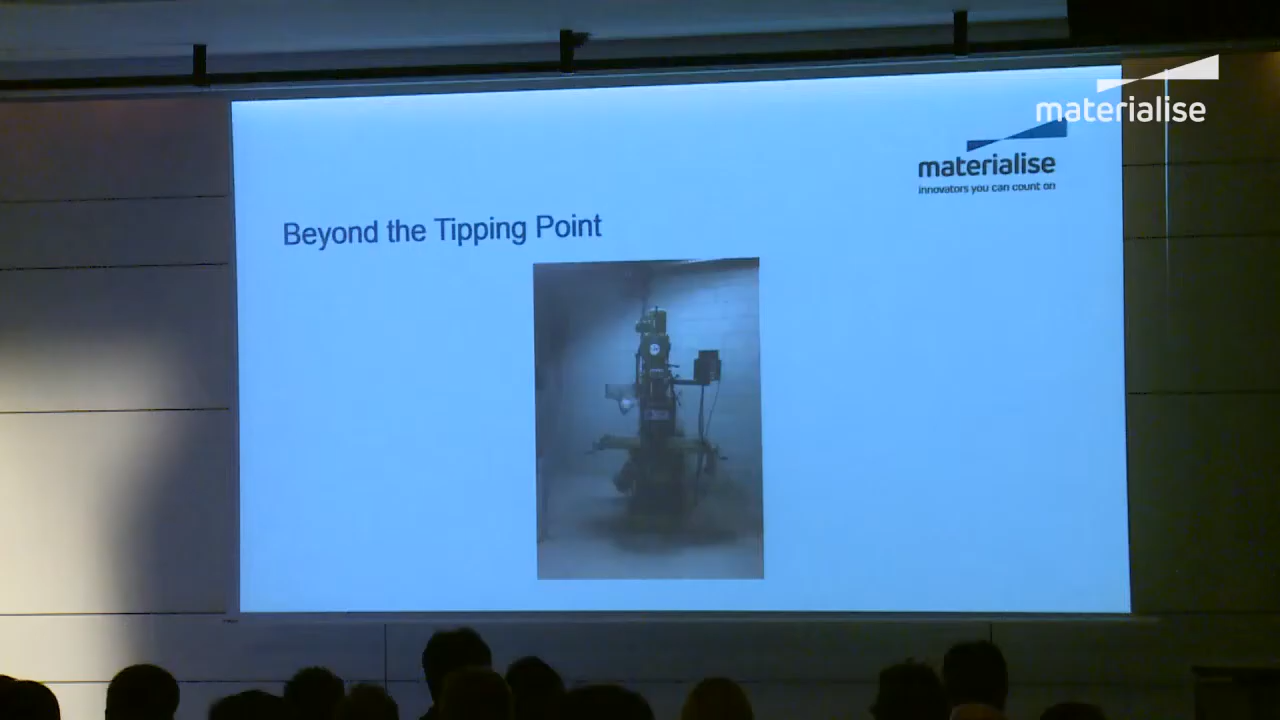 materialise
materialise
innovators you can count on
Beyond the Tipping Point